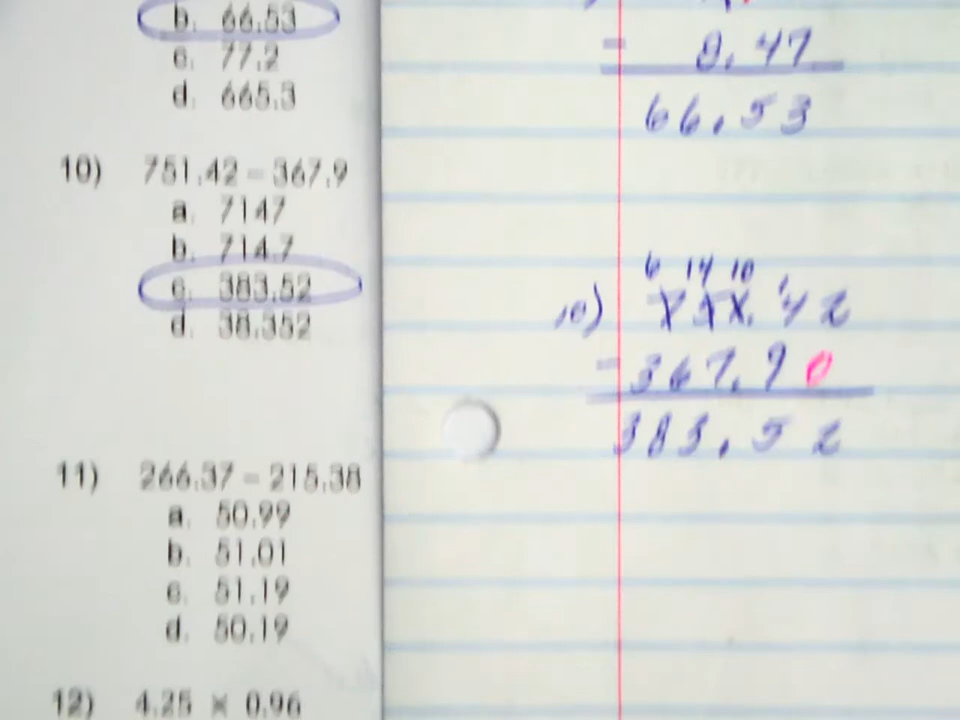 b. 66.53
c. 77.2
d. 665.3
10) 751.42 - 367.9
a. 7147
b. 714.7
c. 383.52
d. 38.352
11) 266.37 - 215.38
a. 50.99
b. 51.01
c. 51.19
d. 50.19
12) 4.25 × 0.96
- 8.47
66.53
6 14 10 1
10) 751.42
- 367.90
383.52